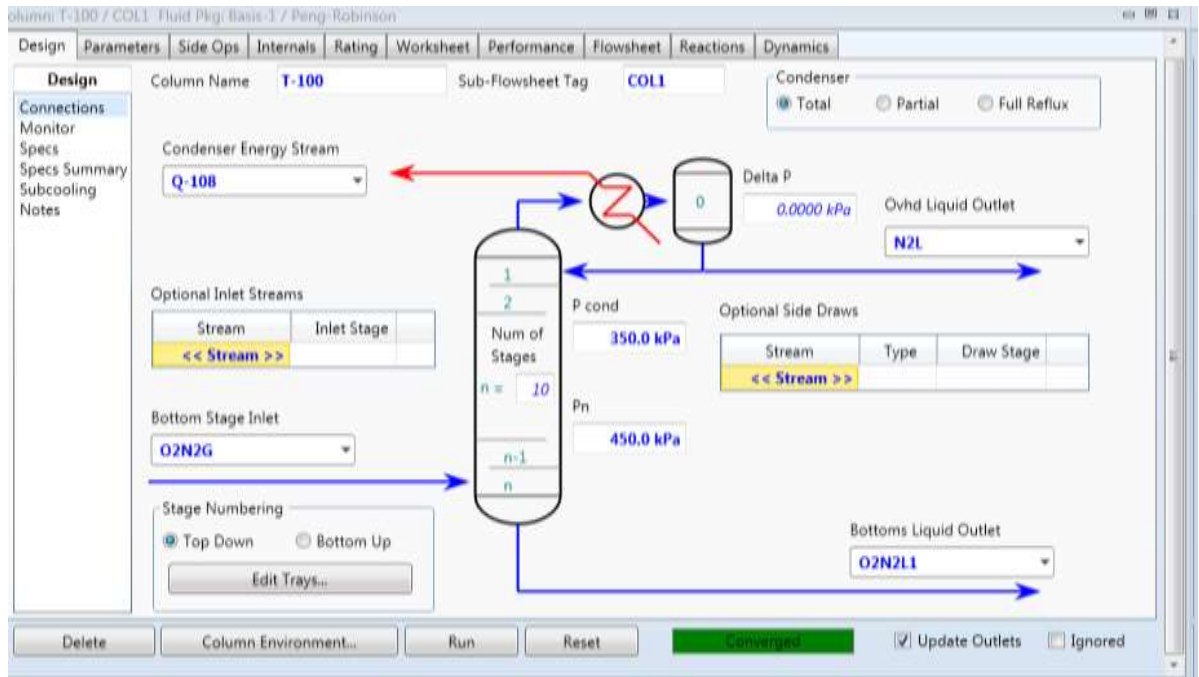 Column: T-100 / COL1 Fluid Pkg: Basis-1 / Peng-Robinson
Design Parameters Side Ops Internals Rating Worksheet Performance Flowsheet Reactions Dynamics
Design
Connections
Monitor
Specs
Specs Summary
Subcooling
Notes
Column Name T-100 Sub-Flowsheet Tag COL1
Condenser
Total Partial Full Reflux
Condenser Energy Stream
Q-108
0
Delta P
0.0000 kPa
Ovhd Liquid Outlet
N2L
Optional Inlet Streams
Stream Inlet Stage
<< Stream >>
1
2
Num of
Stages
n = 10
n-1
n
P cond
350.0 kPa
Pn
450.0 kPa
Optional Side Draws
Stream Type Draw Stage
<< Stream >>
Bottom Stage Inlet
O2N2G
Stage Numbering
Top Down Bottom Up
Edit Trays...
Bottoms Liquid Outlet
O2N2L1
Delete Column Environment... Run Reset Converged Update Outlets Ignored